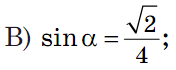 В) sin α = √2/4;